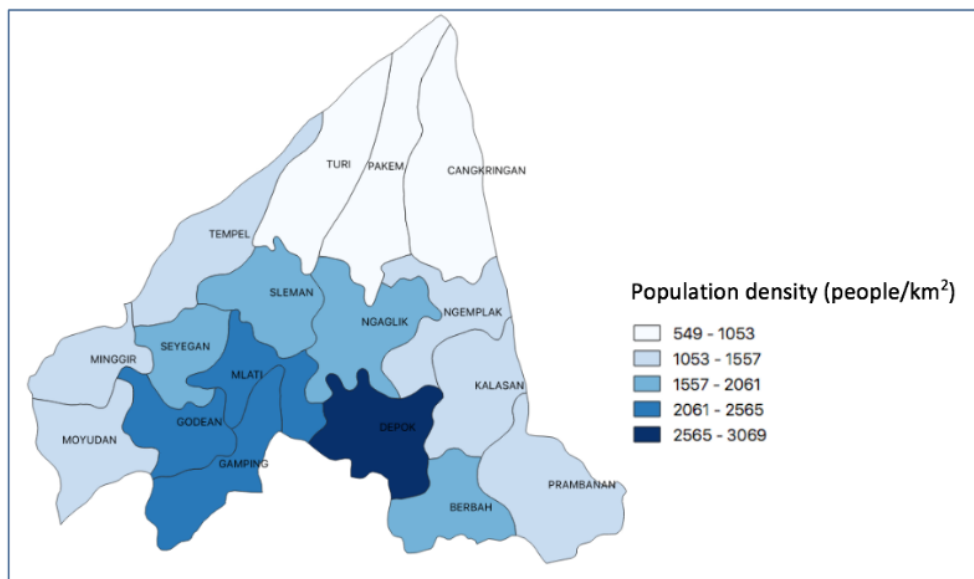 TURI
PAKEM
CANGKRINGAN
TEMPEL
SLEMAN
NGAGLIK
NGEMPLAK
SEYEGAN
MINGGIR
MLATI
KALASAN
GODEAN
DEPOK
MOYUDAN
GAMPING
PRAMBANAN
BERBAH
Population density (people/km²)
549 - 1053
1053 - 1557
1557 - 2061
2061 - 2565
2565 - 3069